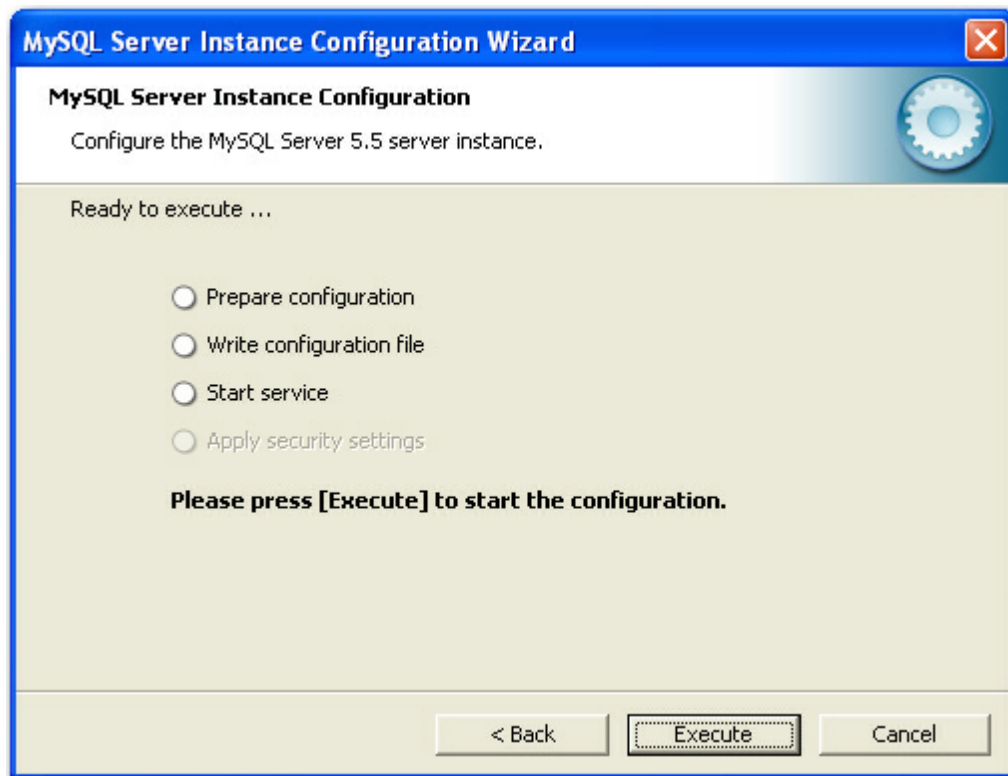 MySQL Server Instance Configuration Wizard
MySQL Server Instance Configuration
Configure the MySQL Server 5.5 server instance.
Ready to execute ...
Prepare configuration
Write configuration file
Start service
Apply security settings
Please press [Execute] to start the configuration.
< Back
Execute
Cancel